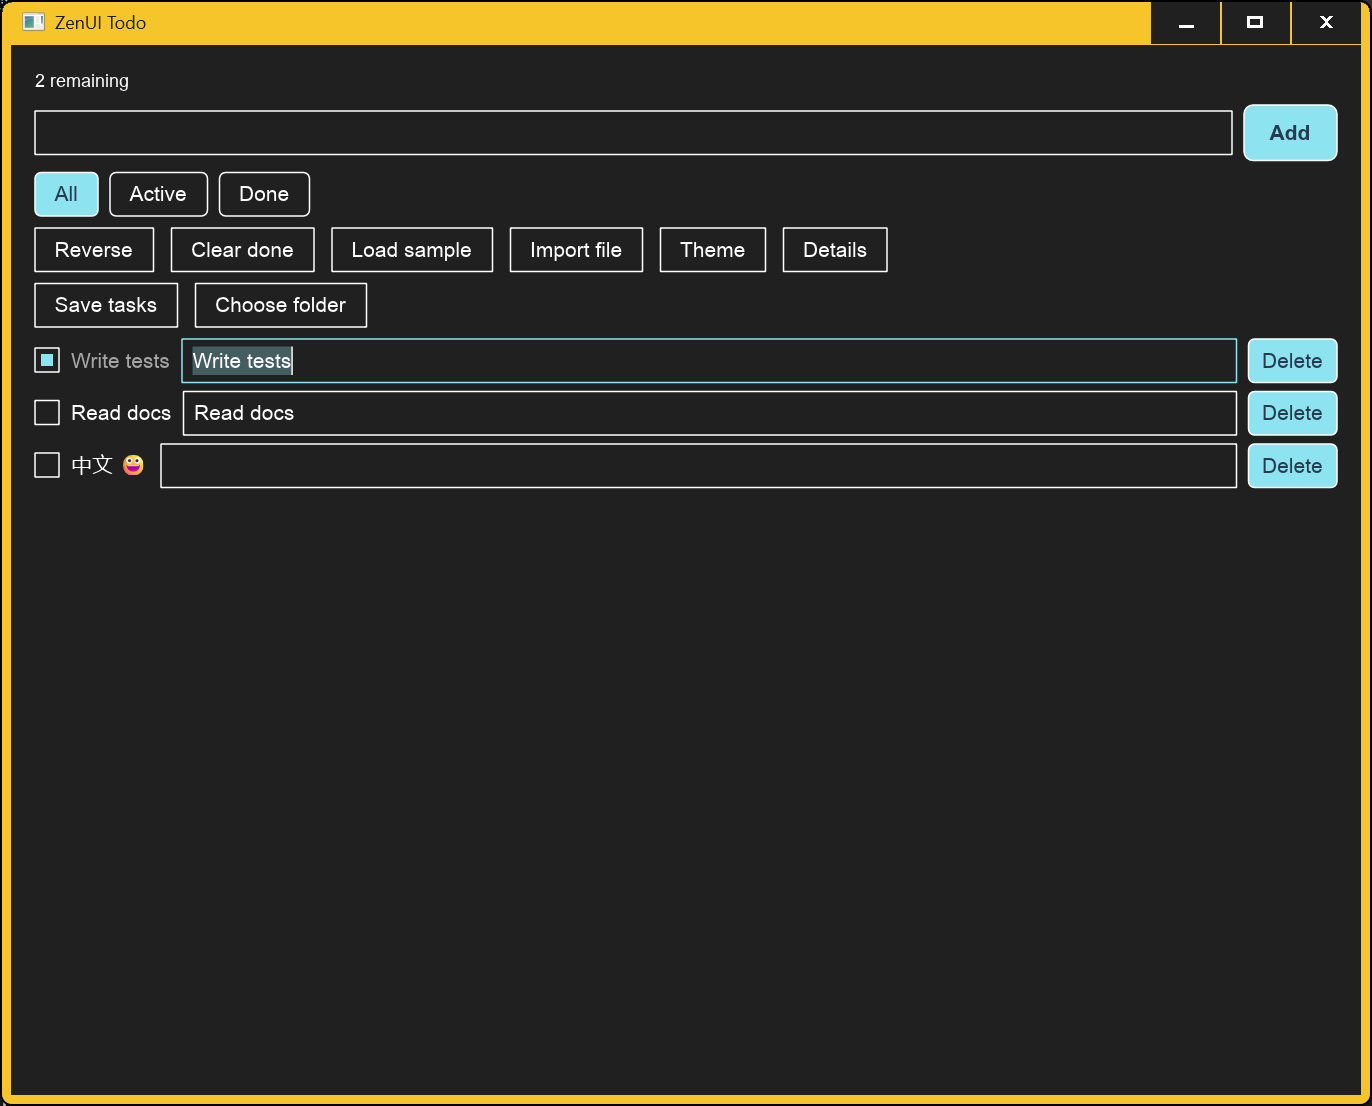 ZenUI Todo
2 remaining
Add
All Active Done
Reverse Clear done Load sample Import file Theme Details
Save tasks Choose folder
Write tests Write tests Delete
Read docs Read docs Delete
中文 😀 Delete